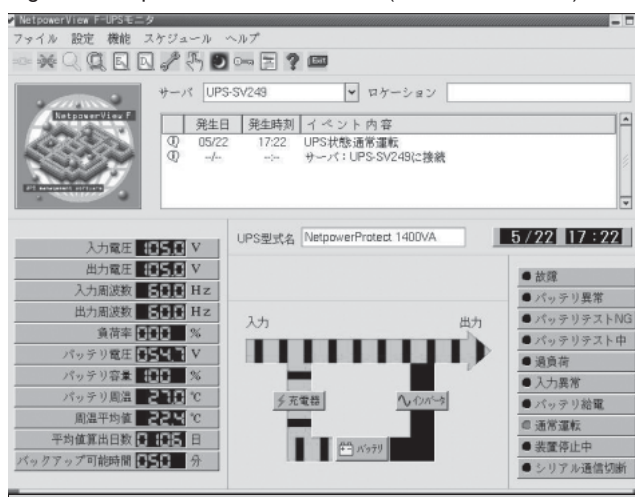 NetpowerView F-UPSモニタ
ファイル 設定 機能 スケジュール ヘルプ
Exit
サーバ UPS-SV249 ロケーション
NetpowerView F
UPS management software
発生日 発生時刻 イベント内容
05/22 17:22 UPS状態通常運転
--/-- --:-- サーバ：UPS-SV249に接続
UPS型式名 NetpowerProtect 1400VA 5/22 17:22
入力電圧 105.0 V
出力電圧 105.0 V
入力周波数 60.0 Hz
出力周波数 60.0 Hz
負荷率 000 %
バッテリ電圧 054.7 V
バッテリ容量 100 %
バッテリ周温 27.0 ℃
周温平均値 22.4 ℃
平均値算出日数 日
バックアップ可能時間 分
入力 出力
充電器 インバータ
バッテリ
故障
バッテリ異常
バッテリテストNG
バッテリテスト中
過負荷
入力異常
バッテリ給電
通常運転
装置停止中
シリアル通信切断